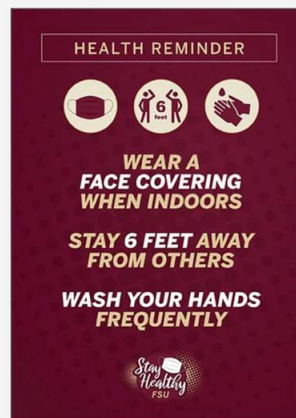 HEALTH REMINDER
6
feet
WEAR A
FACE COVERING
WHEN INDOORS
STAY 6 FEET AWAY
FROM OTHERS
WASH YOUR HANDS
FREQUENTLY
Stay
Healthy
FSU